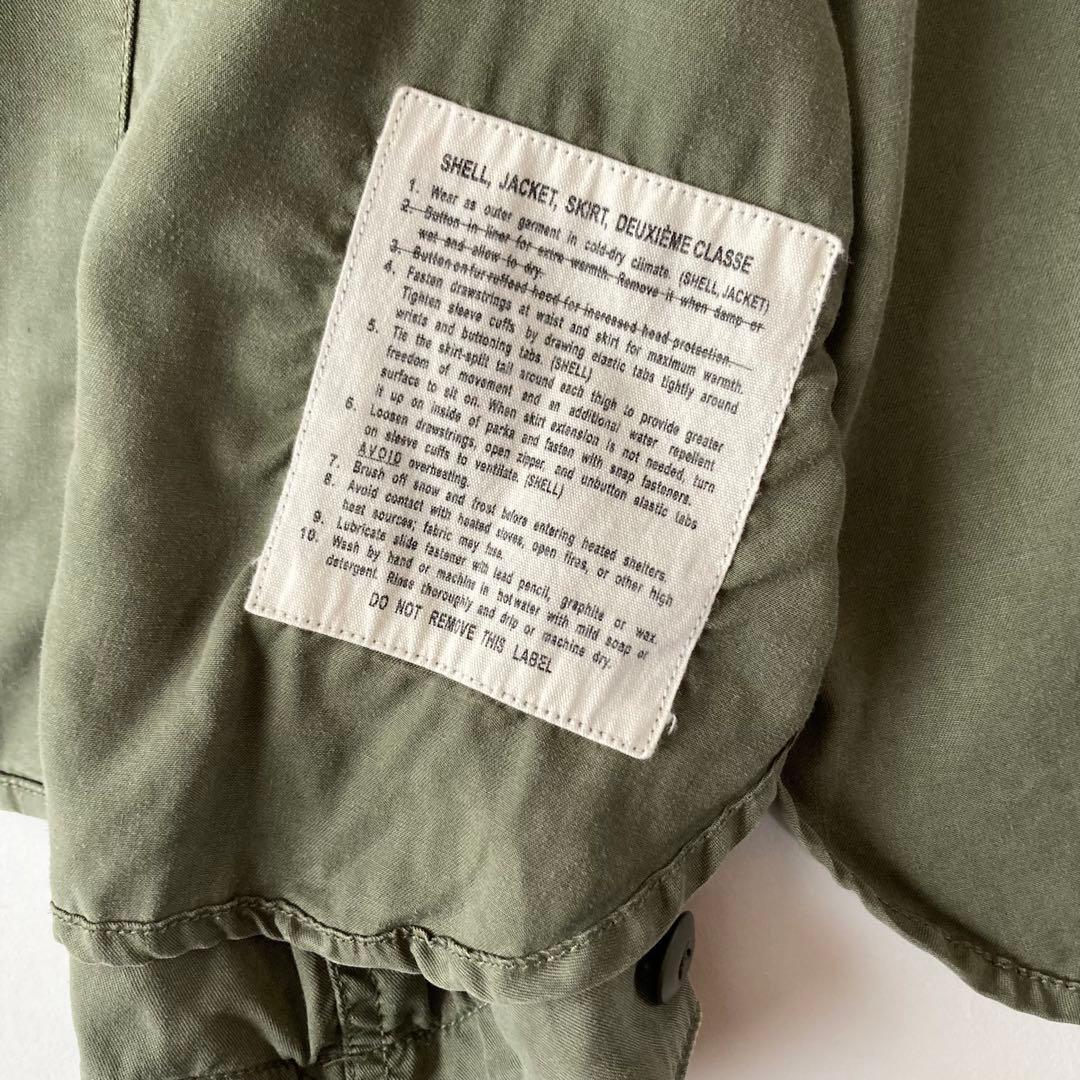 SHELL, JACKET, SKIRT, DEUXIÈME CLASSE
1. Wear as outer garment in cold-dry climate. (SHELL, JACKET)
2. Button in liner for extra warmth. Remove it when damp or
wet and allow to dry.
3. Button on fur ruffeed hood for increased head protection.
4. Fasten drawstrings at waist and skirt for maximum warmth.
Tighten sleeve cuffs by drawing elastic tabs tightly around
wrists and buttoning tabs. (SHELL)
5. Tie the skirt-split tail around each thigh to provide greater
freedom of movement and an additional water repellent
surface to sit on. When skirt extension is not needed, turn
it up on inside of parka and fasten with snap fasteners.
6. Loosen drawstrings, open zipper, and unbutton elastic tabs
on sleeve cuffs to ventilate. (SHELL)
AVOID overheating.
7. Brush off snow and frost before entering heated shelters.
8. Avoid contact with heated stoves, open fires, or other high
heat sources; fabric may fuse.
9. Lubricate slide fastener with lead pencil, graphite or wax.
10. Wash by hand or machine in hot water with mild soap or
detergent. Rinse thoroughly and drip or machine dry.
DO NOT REMOVE THIS LABEL